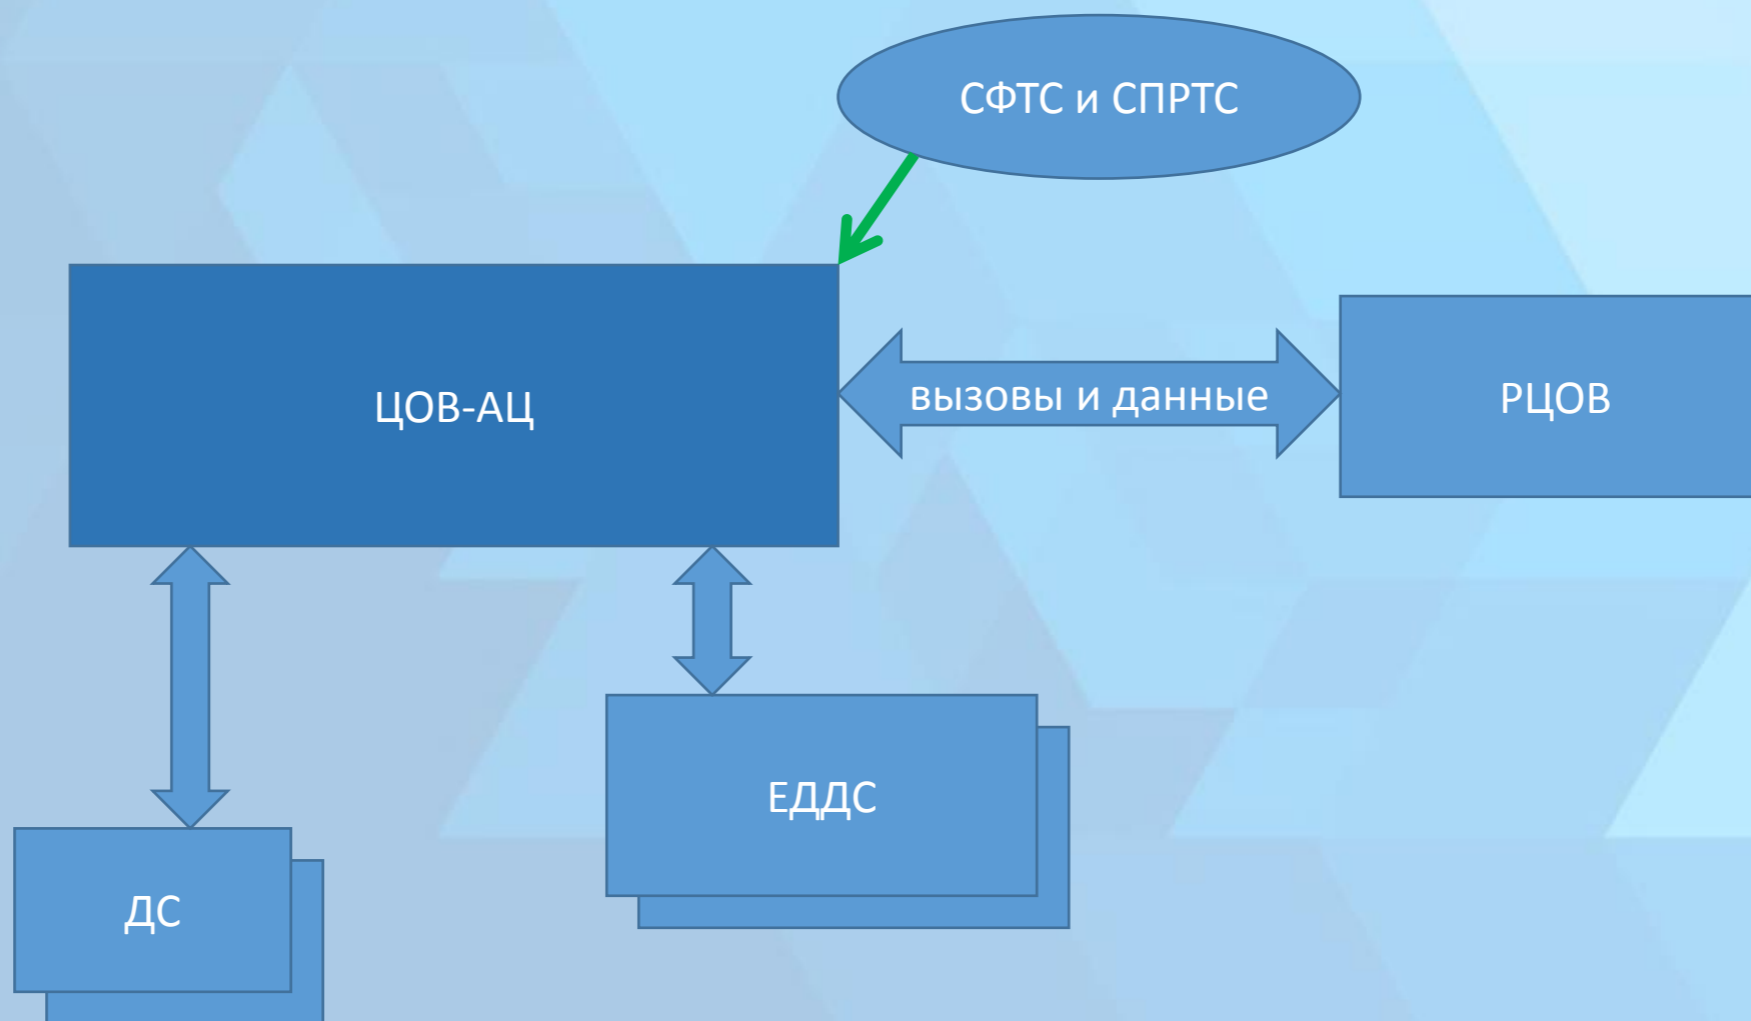 СФТС и СПРТС
ЦОВ-АЦ
вызовы и данные
РЦОВ
ЕДДС
ДС